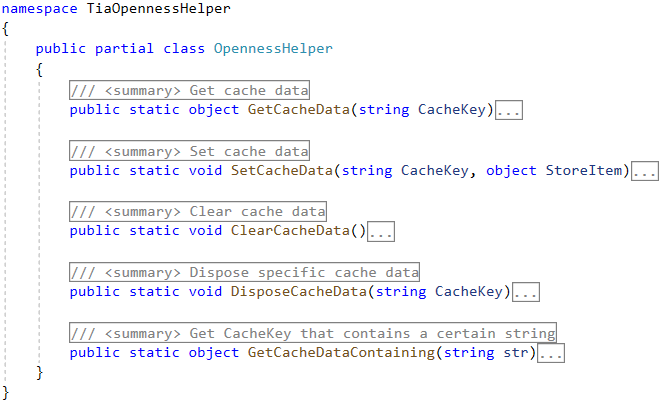 namespace TiaOpennessHelper
{
public partial class OpennessHelper
{
/// <summary> Get cache data
public static object GetCacheData(string CacheKey)...
/// <summary> Set cache data
public static void SetCacheData(string CacheKey, object StoreItem)...
/// <summary> Clear cache data
public static void ClearCacheData()...
/// <summary> Dispose specific cache data
public static void DisposeCacheData(string CacheKey)...
/// <summary> Get CacheKey that contains a certain string
public static object GetCacheDataContaining(string str)...
}
}